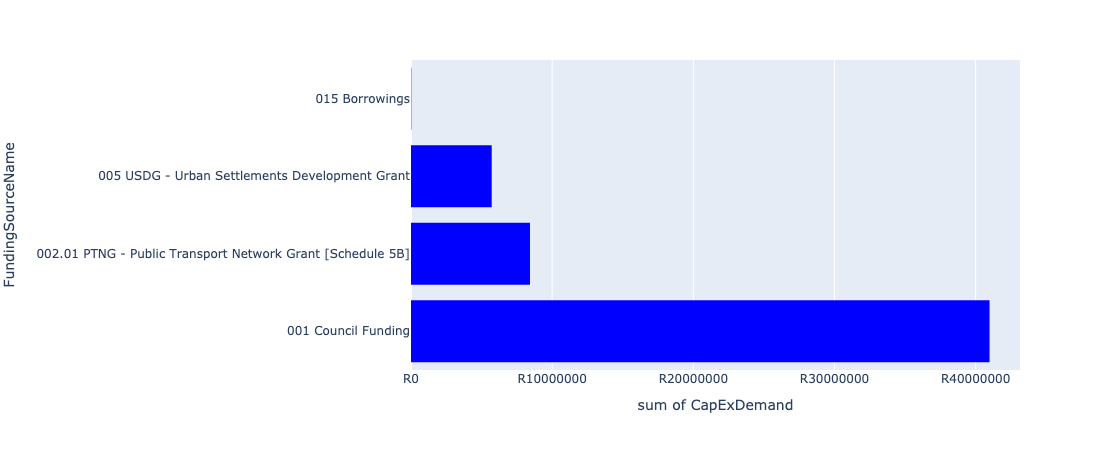 015 Borrowings
005 USDG - Urban Settlements Development Grant
002.01 PTNG - Public Transport Network Grant [Schedule 5B]
001 Council Funding
FundingSourceName
R0 R10000000 R20000000 R30000000 R40000000
sum of CapExDemand